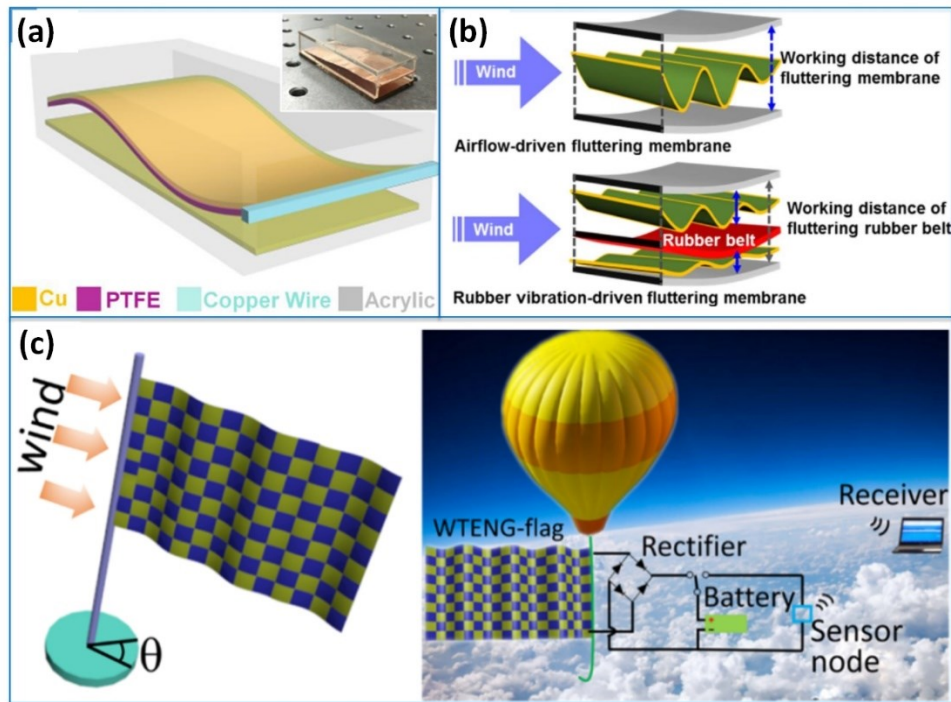 (a)
Cu PTFE Copper Wire Acrylic
(b)
Wind
Working distance of
fluttering membrane
Airflow-driven fluttering membrane
Wind
Rubber belt
Working distance of
fluttering rubber belt
Rubber vibration-driven fluttering membrane
(c)
wind
θ
WTENG-flag
Rectifier
Battery
Sensor
node
Receiver